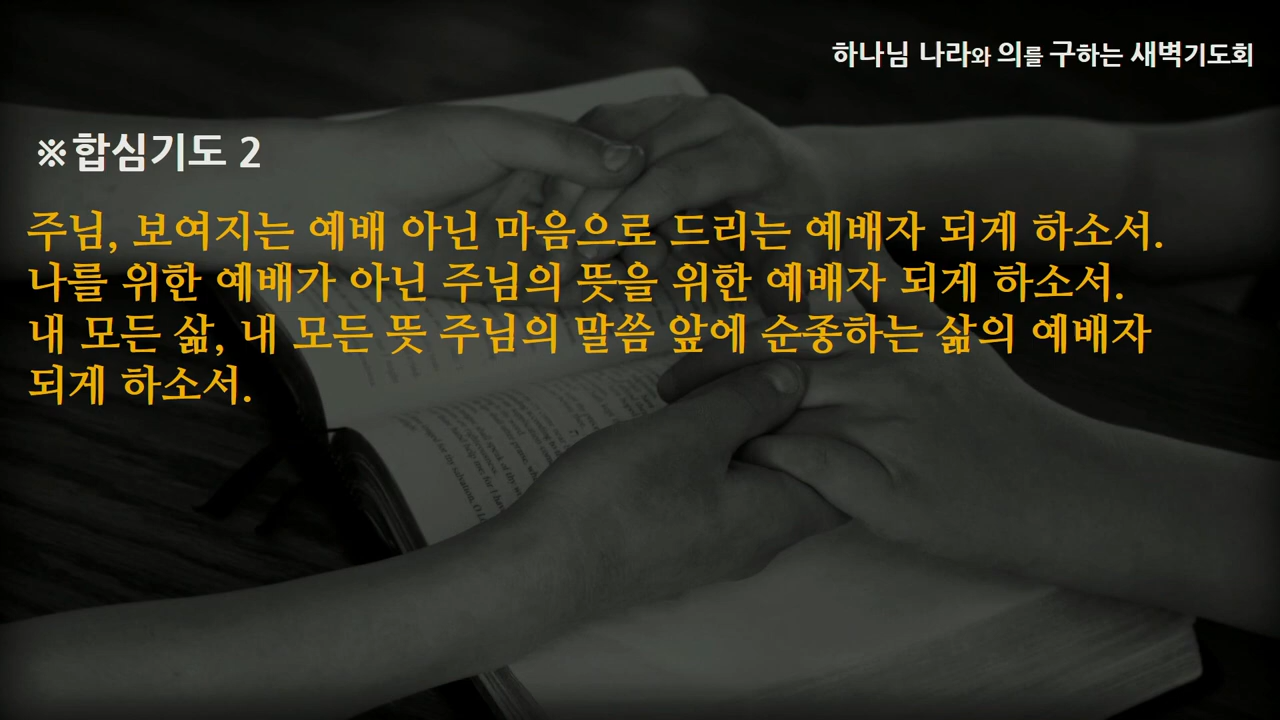 하나님 나라와 의를 구하는 새벽기도회
※합심기도 2
주님, 보여지는 예배 아닌 마음으로 드리는 예배자 되게 하소서.
나를 위한 예배가 아닌 주님의 뜻을 위한 예배자 되게 하소서.
내 모든 삶, 내 모든 뜻 주님의 말씀 앞에 순종하는 삶의 예배자
되게 하소서.